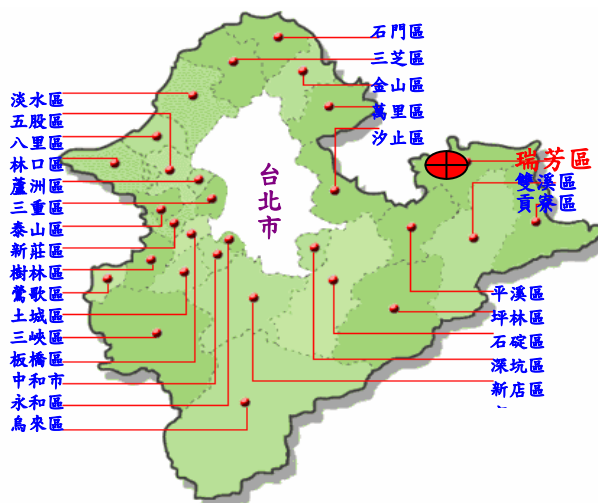 石門區
三芝區
金山區
萬里區
汐止區
淡水區
五股區
八里區
林口區
蘆洲區
三重區
泰山區
新莊區
樹林區
鶯歌區
土城區
三峽區
板橋區
中和市
永和區
烏來區
台北市
瑞芳區
雙溪區
貢寮區
平溪區
坪林區
石碇區
深坑區
新店區